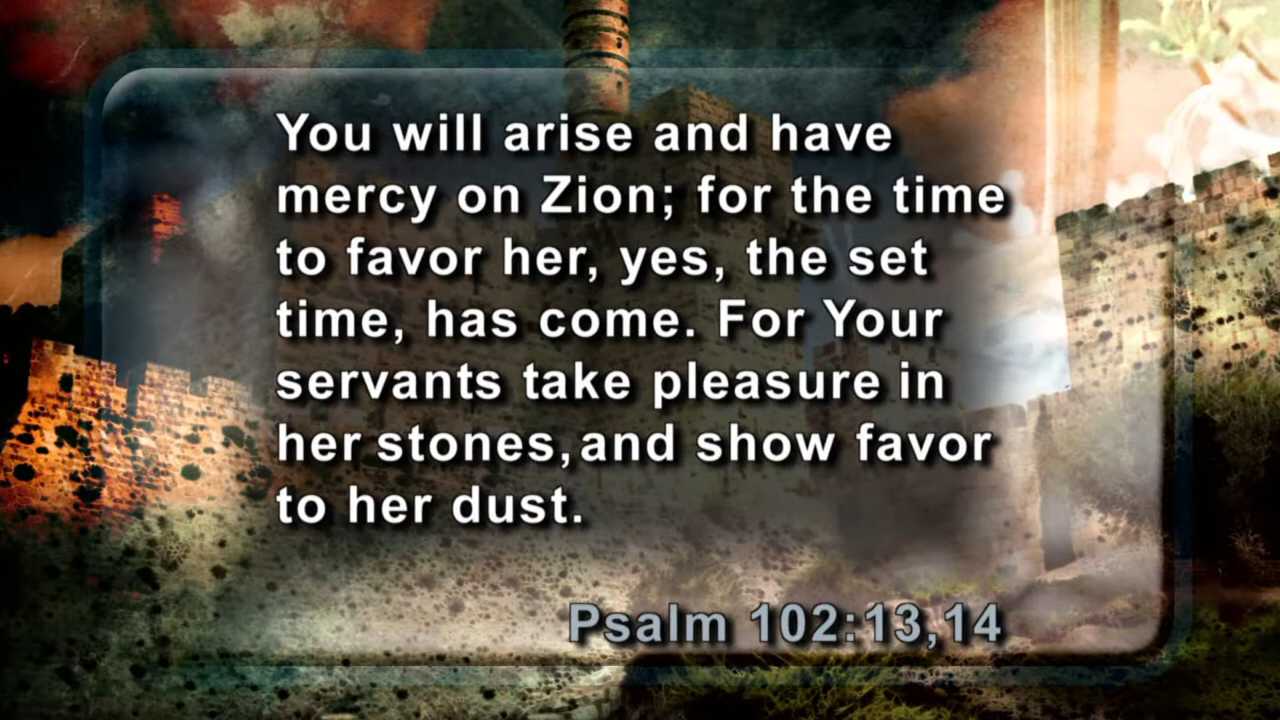 You will arise and have
mercy on Zion; for the time
to favor her, yes, the set
time, has come. For Your
servants take pleasure in
her stones,and show favor
to her dust.
Psalm 102:13,14